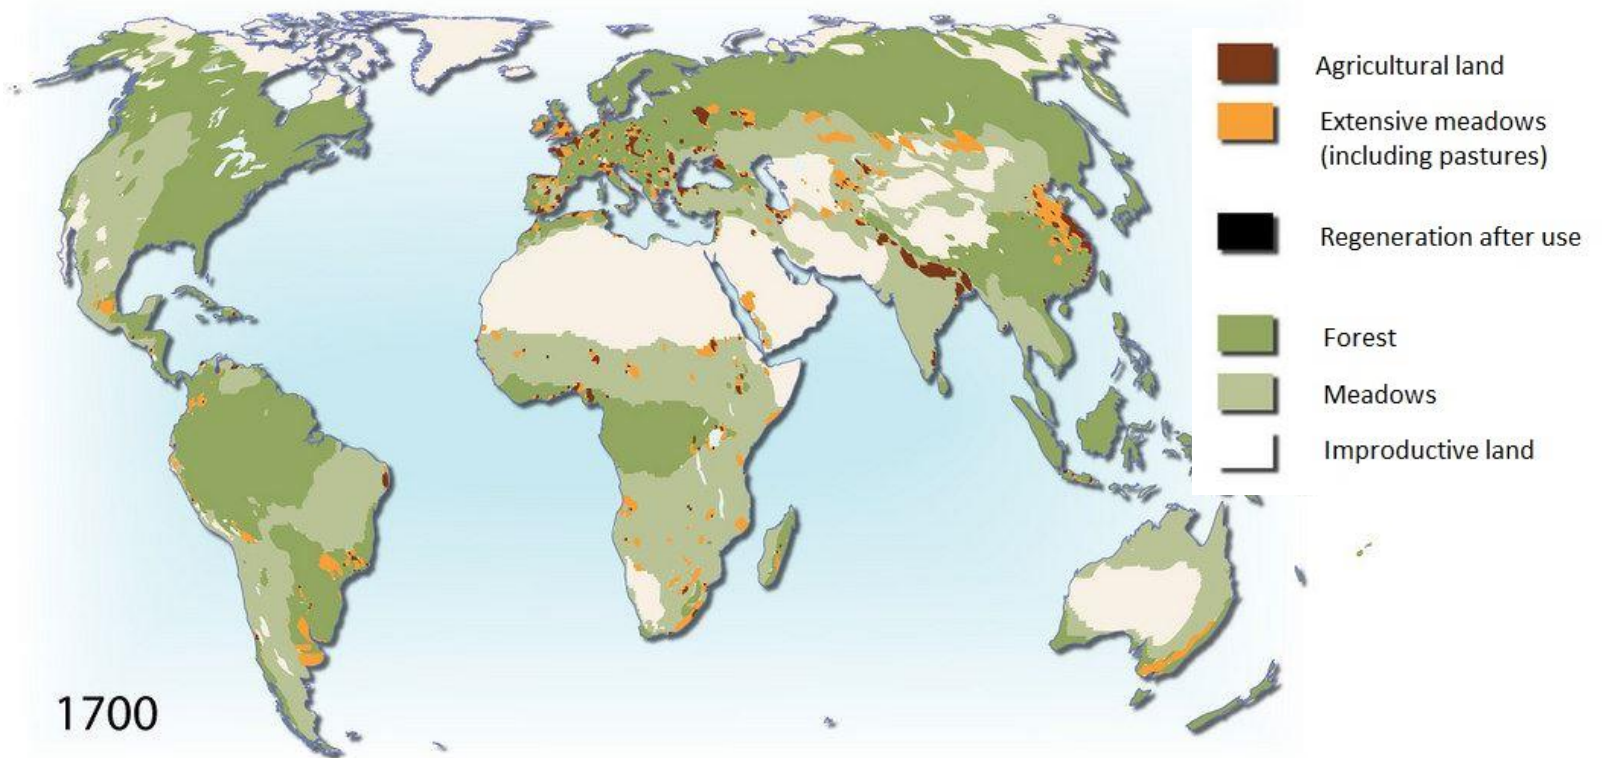 Agricultural land
Extensive meadows
(including pastures)
Regeneration after use
Forest
Meadows
Improductive land
1700